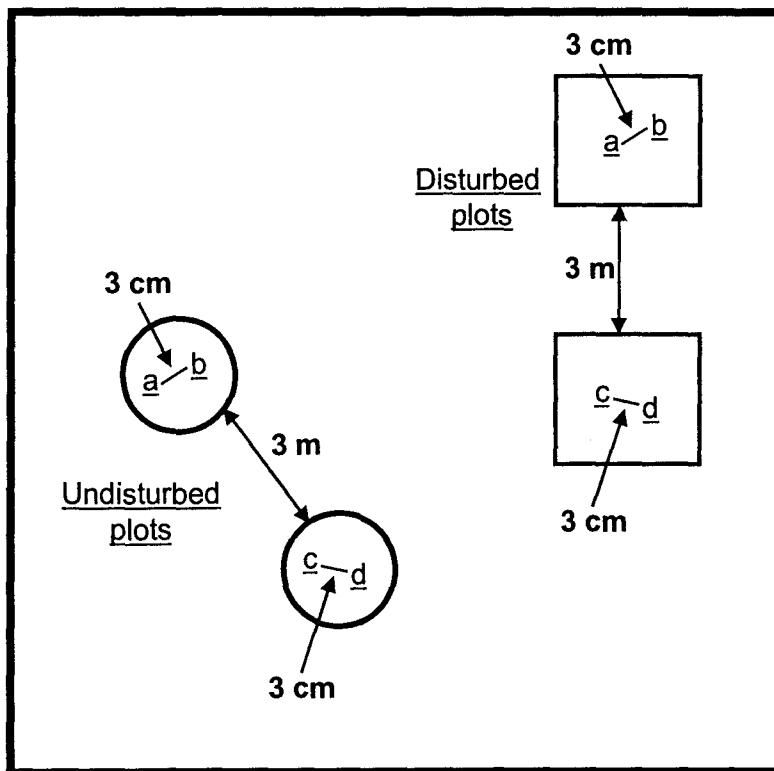 3 cm
a b
Disturbed
plots
3 m
3 cm
a b
c d
3 m
Undisturbed
plots
3 cm
c d
3 cm